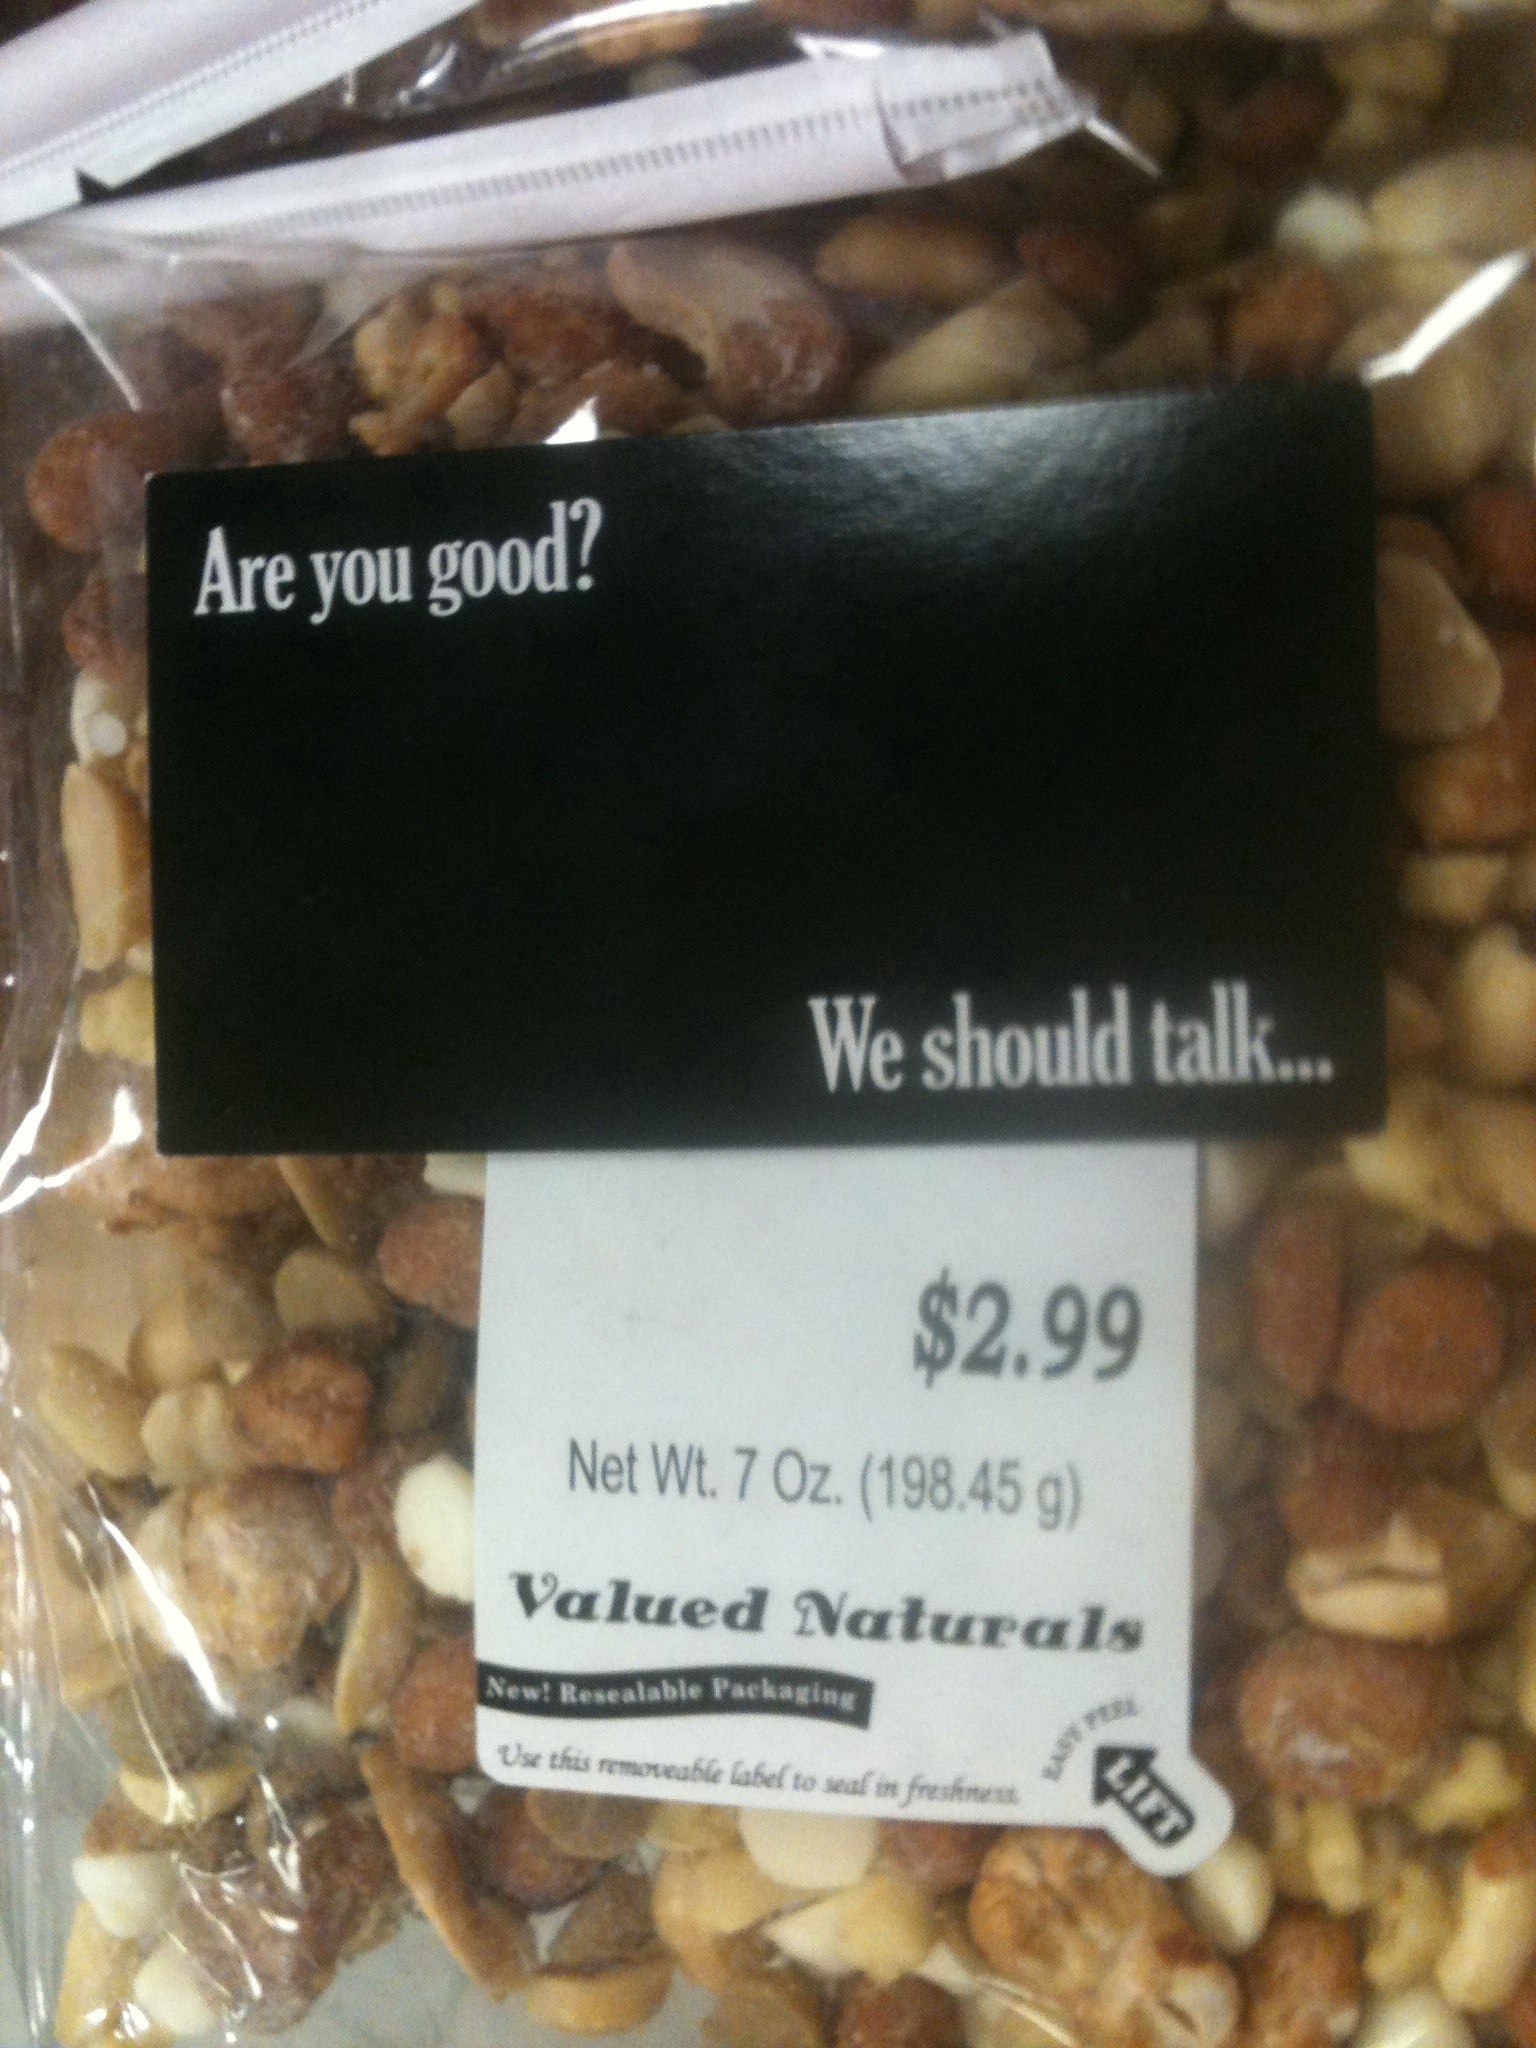 Are you good?
We should talk...
$2.99
Net Wt. 7 Oz. (198.45 g)
Valued Naturals
New! Resealable Packaging
Use this removeable label to seal in freshness.
EASY PEEL
LIFT